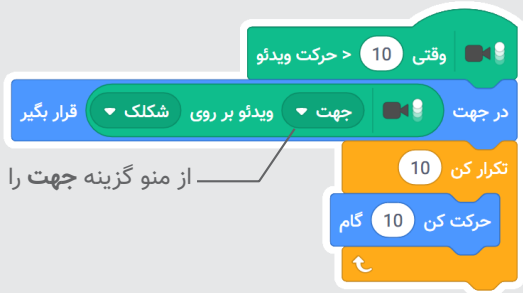 وقتی 10 < حرکت ویدئو
در جهت جهت ویدئو بر روی شکلک قرار بگیر
تکرار کن 10
از منو گزینه جهت را
حرکت کن 10 گام